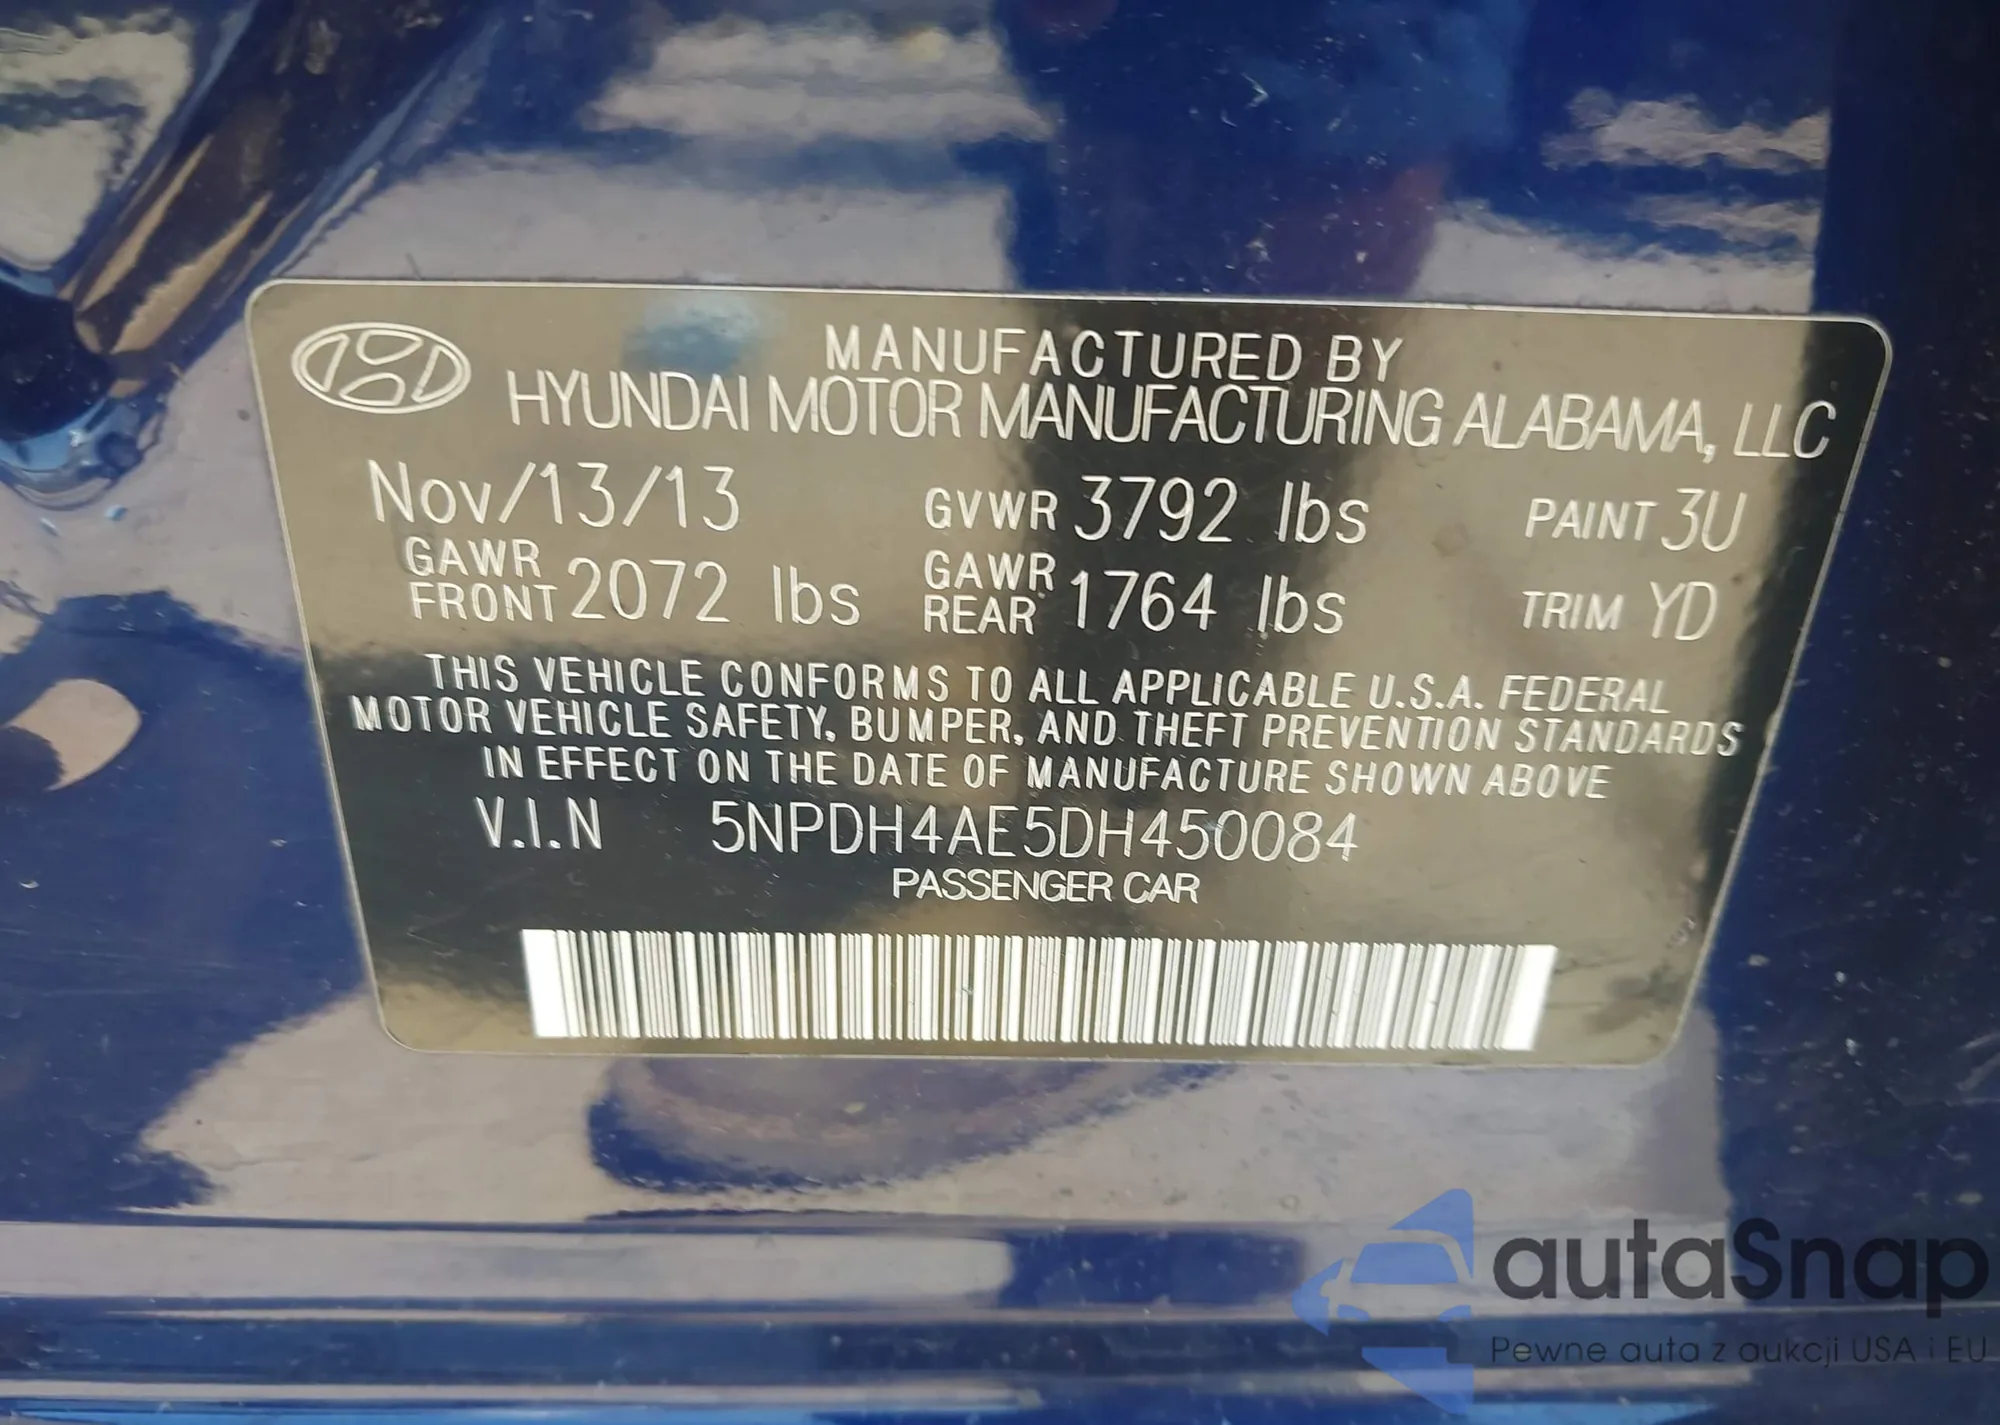 MANUFACTURED BY
HYUNDAI MOTOR MANUFACTURING ALABAMA, LLC
Nov/13/13 GVWR 3792 lbs PAINT 3U
GAWR FRONT 2072 lbs GAWR REAR 1764 lbs TRIM YD
THIS VEHICLE CONFORMS TO ALL APPLICABLE U.S.A. FEDERAL
MOTOR VEHICLE SAFETY, BUMPER, AND THEFT PREVENTION STANDARDS
IN EFFECT ON THE DATE OF MANUFACTURE SHOWN ABOVE
V.I.N 5NPDH4AE5DH450084
PASSENGER CAR
autaSnap
Pewne auta z aukcji USA i EU